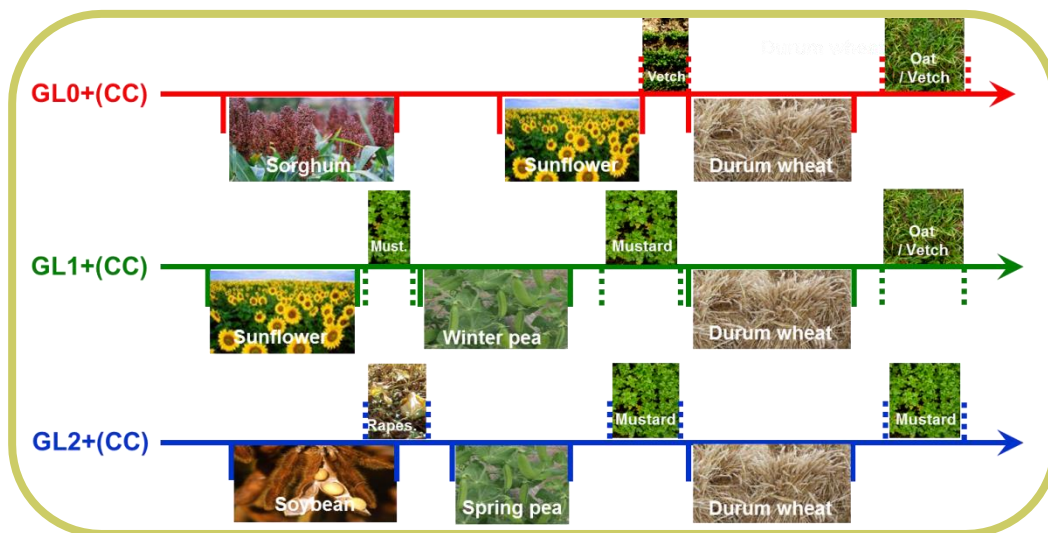 Durum wheat
Oat
/ Vetch
Vetch
GL0+(CC)
Sorghum
Sunflower
Durum wheat
Must.
Mustard
Oat
/ Vetch
GL1+(CC)
Sunflower
Winter pea
Durum wheat
Rapes.
Mustard
Mustard
GL2+(CC)
Soybean
Spring pea
Durum wheat